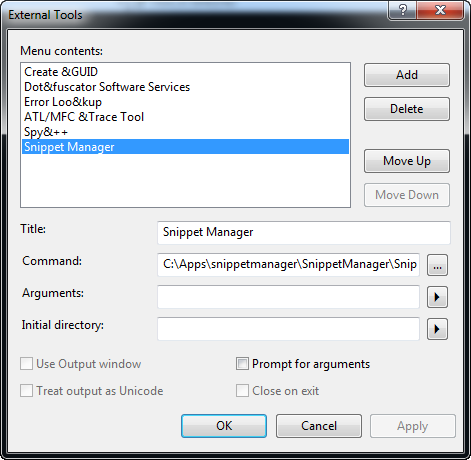 External Tools
Menu contents:
Create &GUID
Dot&fuscator Software Services
Error Loo&kup
ATL/MFC &Trace Tool
Spy&++
Snippet Manager
Add
Delete
Move Up
Move Down
Title:
Snippet Manager
Command:
C:\Apps\snippetmanager\SnippetManager\Snip
...
Arguments:
Initial directory:
Use Output window
Prompt for arguments
Treat output as Unicode
Close on exit
OK
Cancel
Apply